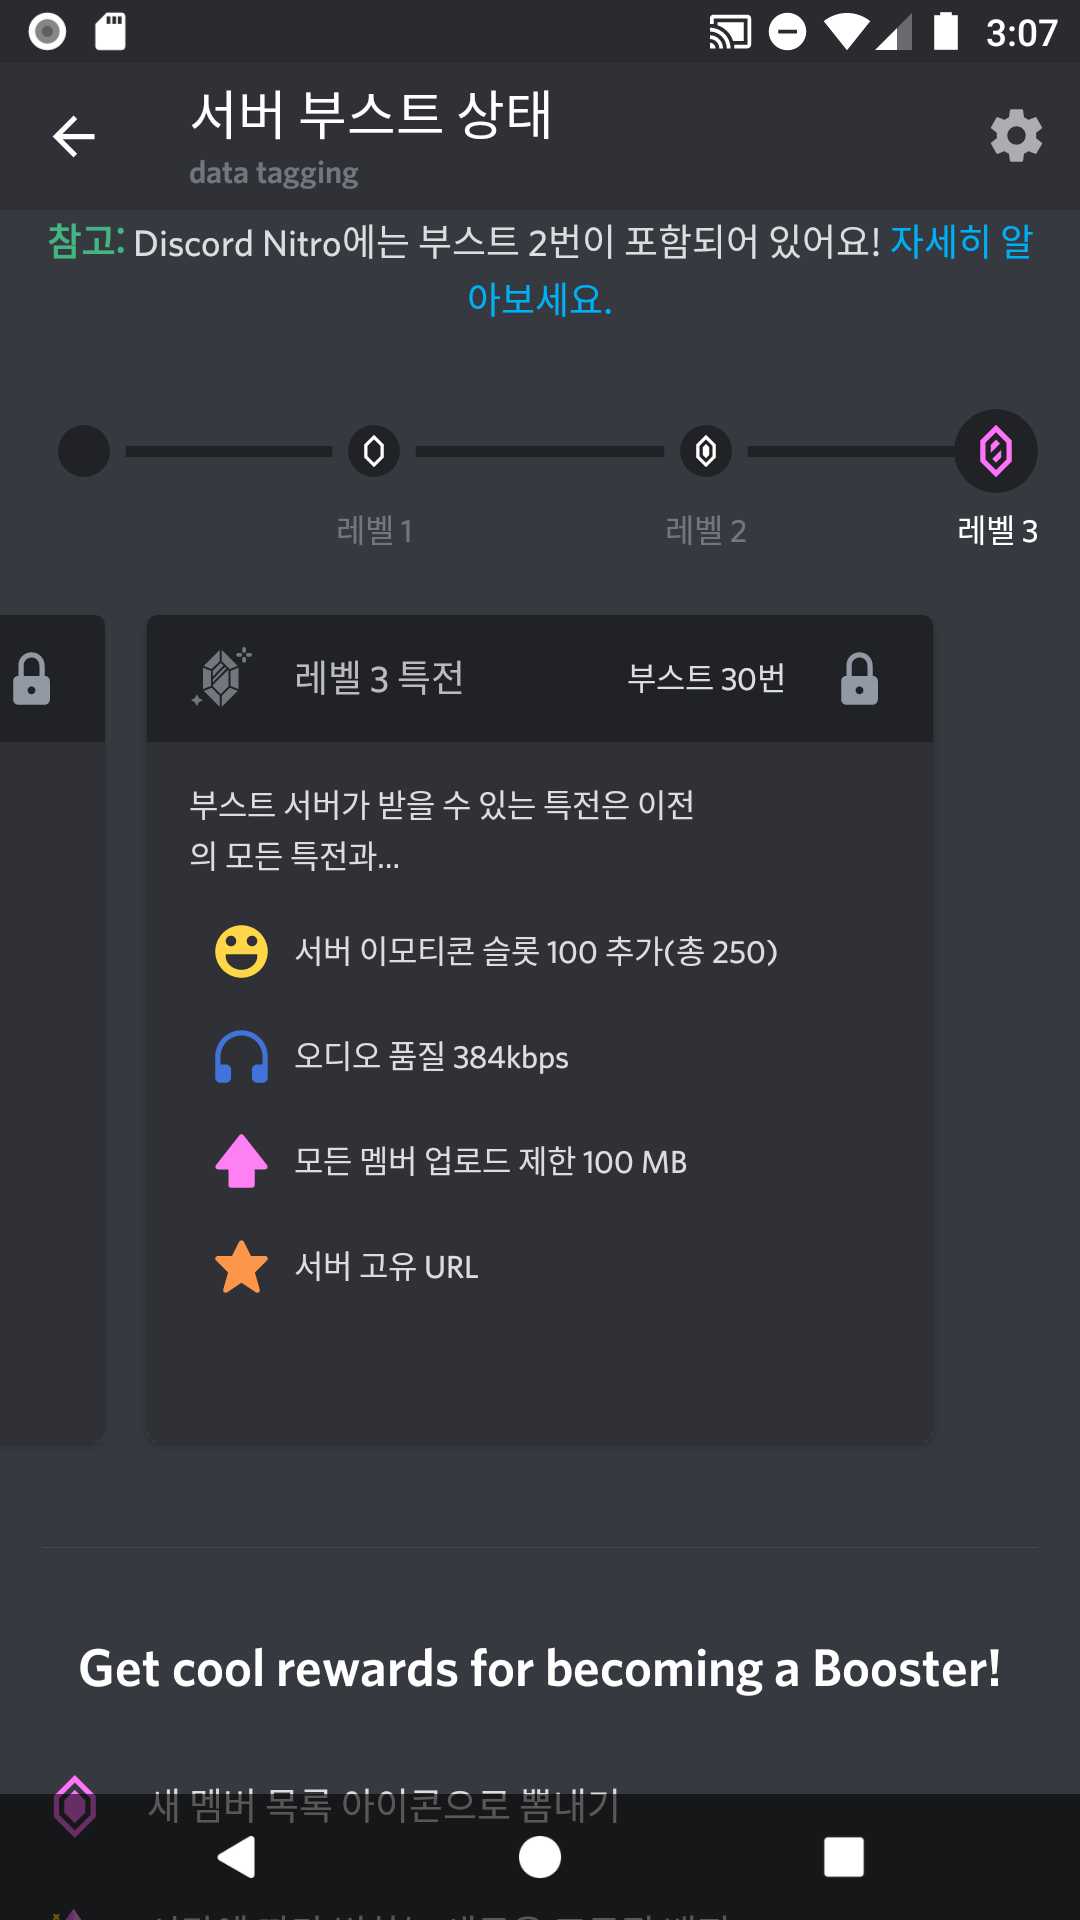 3:07
서버 부스트 상태
data tagging
참고: Discord Nitro에는 부스트 2번이 포함되어 있어요! 자세히 알
아보세요.
레벨 1
레벨 2
레벨 3
레벨 3 특전
부스트 30번
부스트 서버가 받을 수 있는 특전은 이전
의 모든 특전과...
서버 이모티콘 슬롯 100 추가(총 250)
오디오 품질 384kbps
모든 멤버 업로드 제한 100 MB
서버 고유 URL
Get cool rewards for becoming a Booster!
새 멤버 목록 아이콘으로 뽐내기